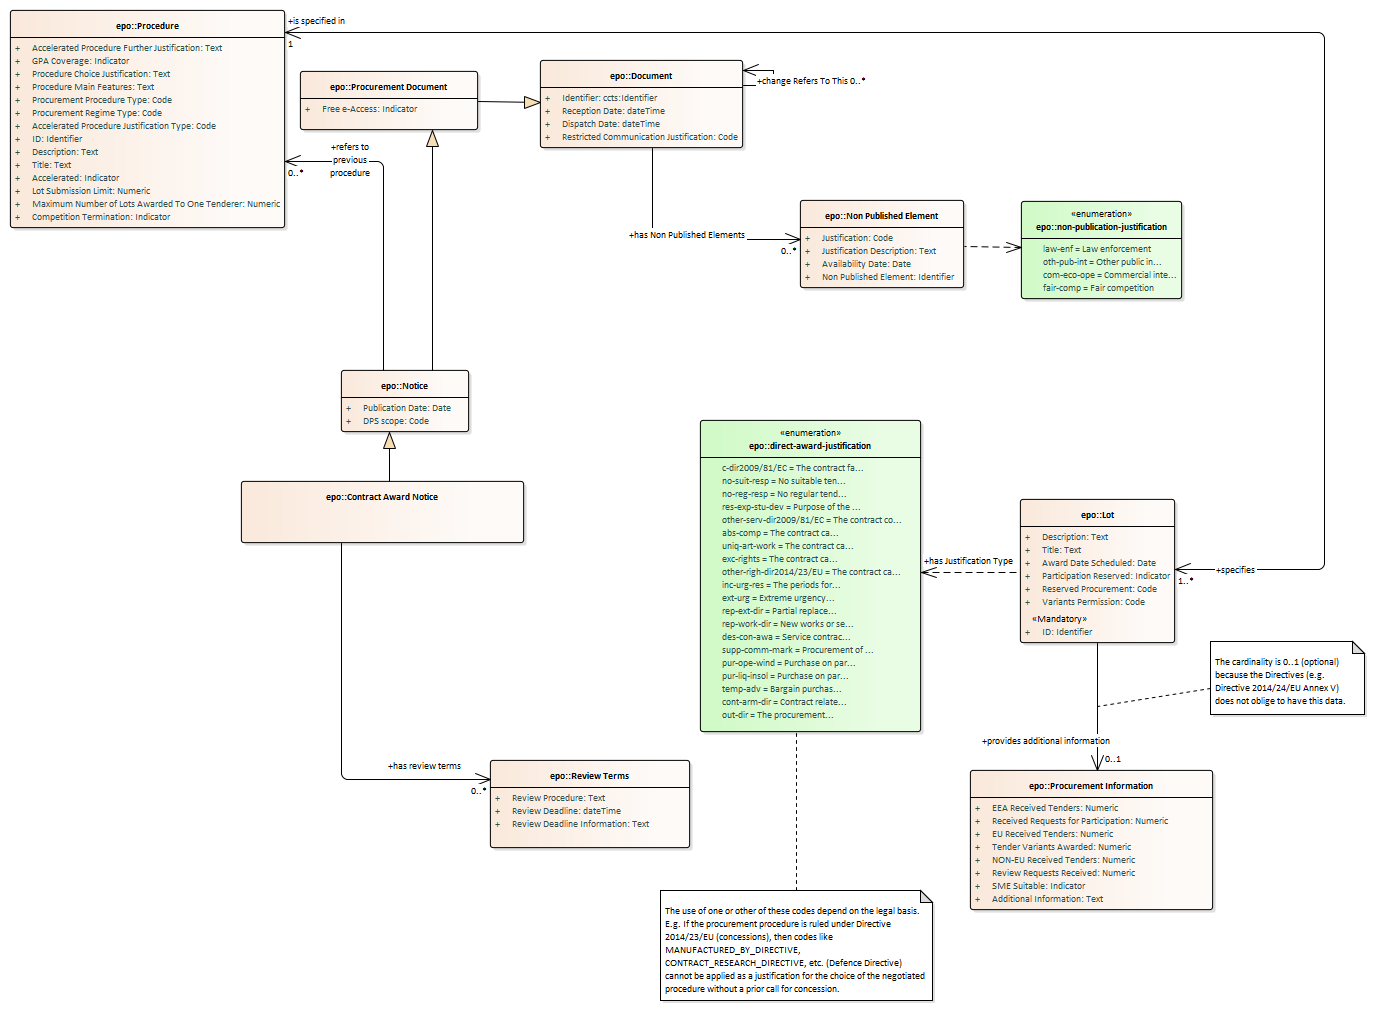 epo::Procedure
+ Accelerated Procedure Further Justification: Text
+ GPA Coverage: Indicator
+ Procedure Choice Justification: Text
+ Procedure Main Features: Text
+ Procurement Procedure Type: Code
+ Procurement Regime Type: Code
+ Accelerated Procedure Justification Type: Code
+ ID: Identifier
+ Description: Text
+ Title: Text
+ Accelerated: Indicator
+ Lot Submission Limit: Numeric
+ Maximum Number of Lots Awarded To One Tenderer: Numeric
+ Competition Termination: Indicator
+is specified in
1
epo::Procurement Document
+ Free e-Access: Indicator
epo::Document
+ Identifier: ccts:Identifier
+ Reception Date: dateTime
+ Dispatch Date: dateTime
+ Restricted Communication Justification: Code
+change Refers To This 0..*
+refers to
previous
procedure
0..*
+has Non Published Elements
0..*
epo::Non Published Element
+ Justification: Code
+ Justification Description: Text
+ Availability Date: Date
+ Non Published Element: Identifier
«enumeration»
epo::non-publication-justification
law-enf = Law enforcement
oth-pub-int = Other public in...
com-eco-ope = Commercial inte...
fair-comp = Fair competition
epo::Notice
+ Publication Date: Date
+ DPS scope: Code
epo::Contract Award Notice
«enumeration»
epo::direct-award-justification
c-dir2009/81/EC = The contract fa...
no-suit-resp = No suitable ten...
no-reg-resp = No regular tend...
res-exp-stu-dev = Purpose of the ...
other-serv-dir2009/81/EC = The contract co...
abs-comp = The contract ca...
uniq-art-work = The contract ca...
exc-rights = The contract ca...
other-righ-dir2014/23/EU = The contract ca...
inc-urg-res = The periods for...
ext-urg = Extreme urgency...
rep-ext-dir = Partial replace...
rep-work-dir = New works or se...
des-con-awa = Service contrac...
supp-comm-mark = Procurement of ...
pur-ope-wind = Purchase on par...
pur-liq-insol = Purchase on par...
temp-adv = Bargain purchas...
cont-arm-dir = Contract relate...
out-dir = The procurement...
+has Justification Type
epo::Lot
+ Description: Text
+ Title: Text
+ Award Date Scheduled: Date
+ Participation Reserved: Indicator
+ Reserved Procurement: Code
+ Variants Permission: Code
«Mandatory»
+ ID: Identifier
+specifies
1..*
The cardinality is 0..1 (optional)
because the Directives (e.g.
Directive 2014/24/EU Annex V)
does not oblige to have this data.
+provides additional information
0..1
+has review terms
0..*
epo::Review Terms
+ Review Procedure: Text
+ Review Deadline: dateTime
+ Review Deadline Information: Text
epo::Procurement Information
+ EEA Received Tenders: Numeric
+ Received Requests for Participation: Numeric
+ EU Received Tenders: Numeric
+ Tender Variants Awarded: Numeric
+ NON-EU Received Tenders: Numeric
+ Review Requests Received: Numeric
+ SME Suitable: Indicator
+ Additional Information: Text
The use of one or other of these codes depend on the legal basis.
E.g. If the procurement procedure is ruled under Directive
2014/23/EU (concessions), then codes like
MANUFACTURED_BY_DIRECTIVE,
CONTRACT_RESEARCH_DIRECTIVE, etc. (Defence Directive)
cannot be applied as a justification for the choice of the negotiated
procedure without a prior call for concession.